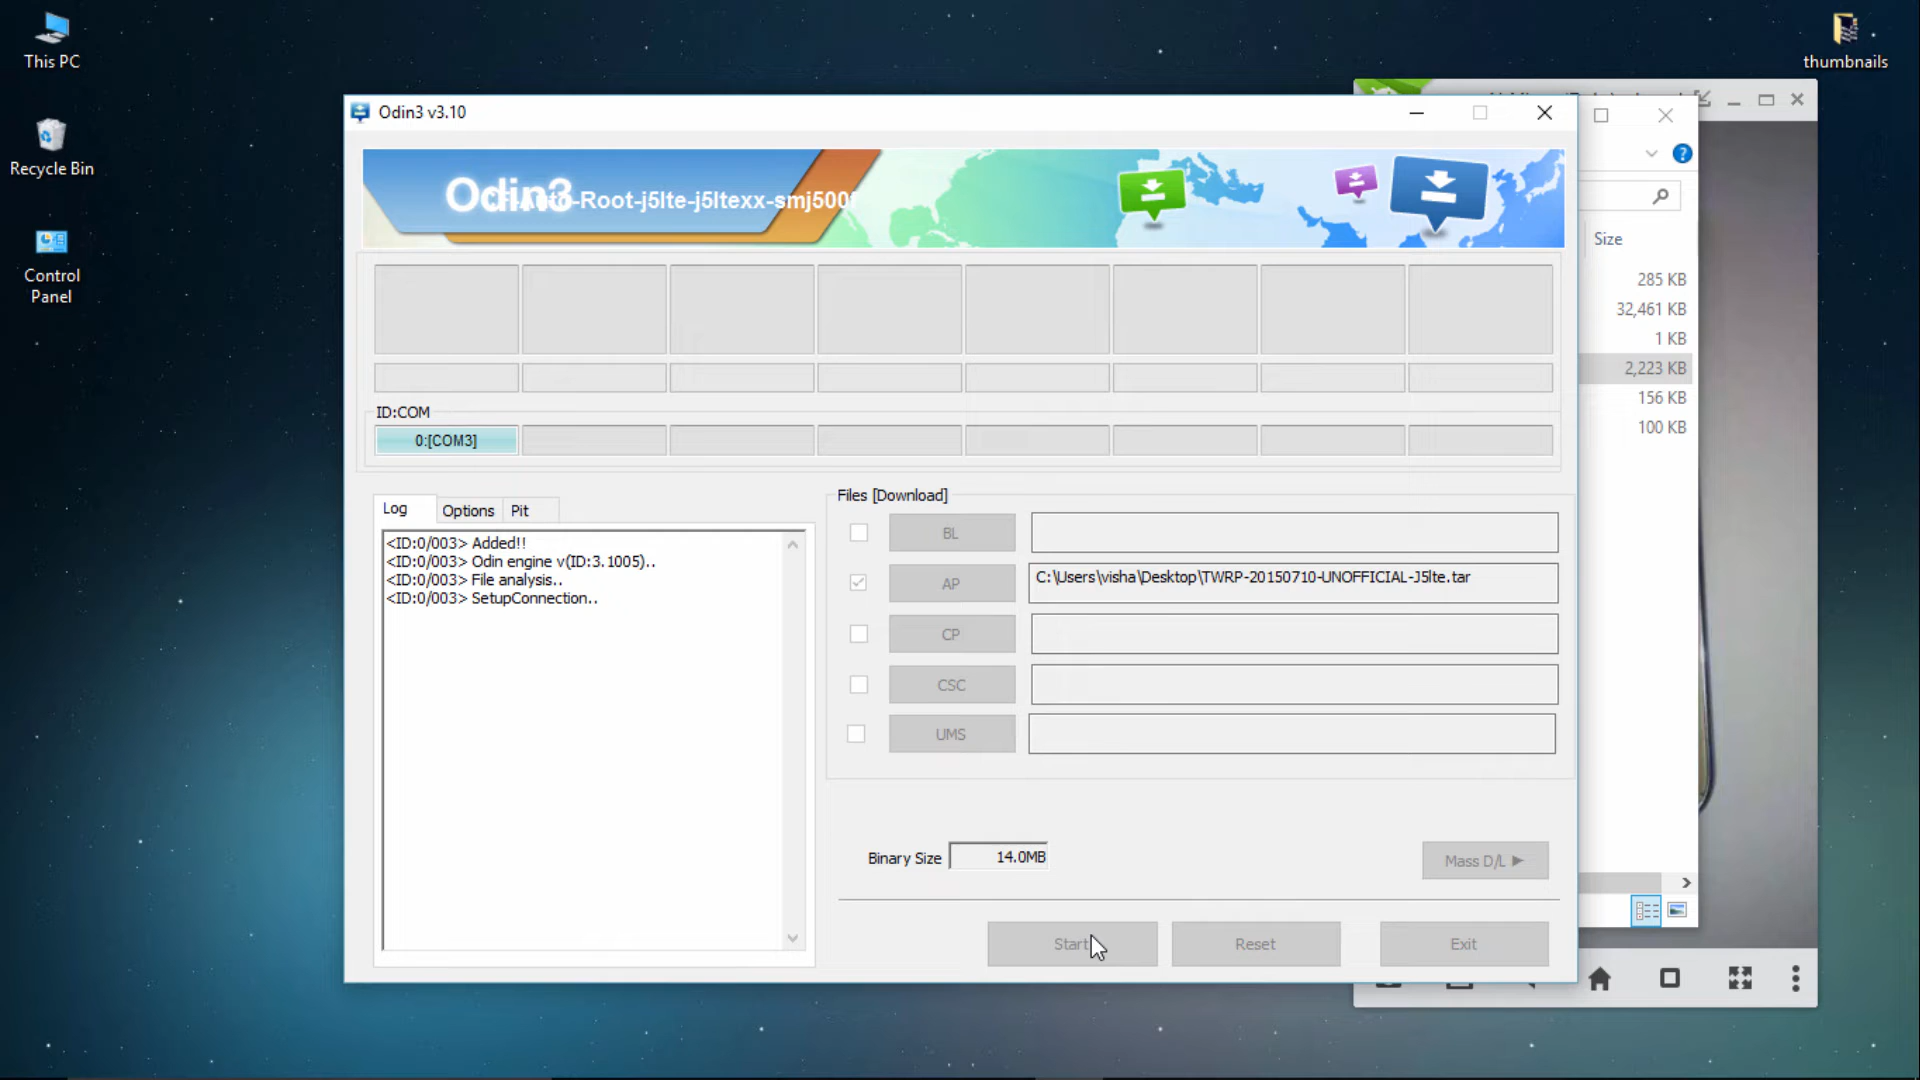 This PC
Recycle Bin
Control
Panel
thumbnails
Odin3 v3.10
Odin3
-Root-j5lte-j5ltexx-smj500
Size
285 KB
32,461 KB
1 KB
2,223 KB
156 KB
100 KB
ID:COM
0:[COM3]
Log
Options
Pit
<ID:0/003> Added!!
<ID:0/003> Odin engine v(ID:3.1005)..
<ID:0/003> File analysis..
<ID:0/003> SetupConnection..
Files [Download]
BL
AP
C:\Users\visha\Desktop\TWRP-20150710-UNOFFICIAL-J5lte.tar
CP
CSC
UMS
Binary Size
14.0MB
Mass D/L
Start
Reset
Exit